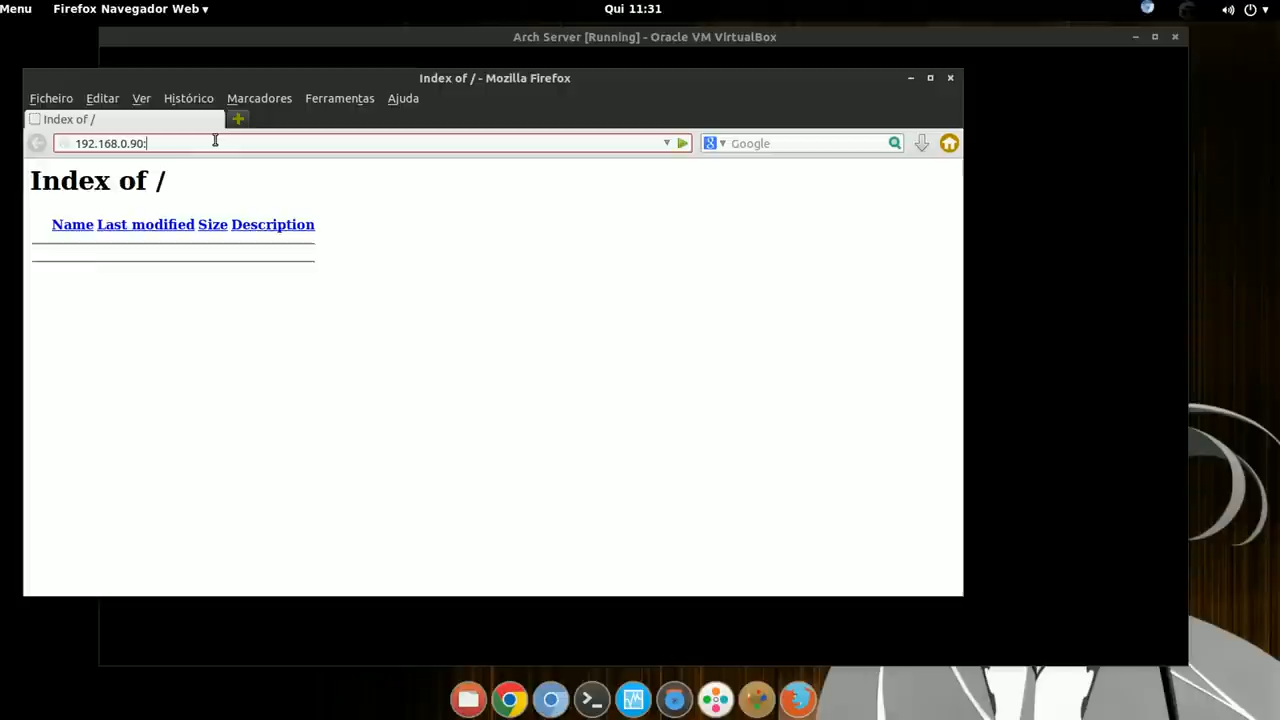 Menu Firefox Navegador Web ▾ Qui 11:31
Arch Server [Running] - Oracle VM VirtualBox
Index of / - Mozilla Firefox
Ficheiro Editar Ver Histórico Marcadores Ferramentas Ajuda
Index of /
192.168.0.90: Google
Index of /
Name Last modified Size Description